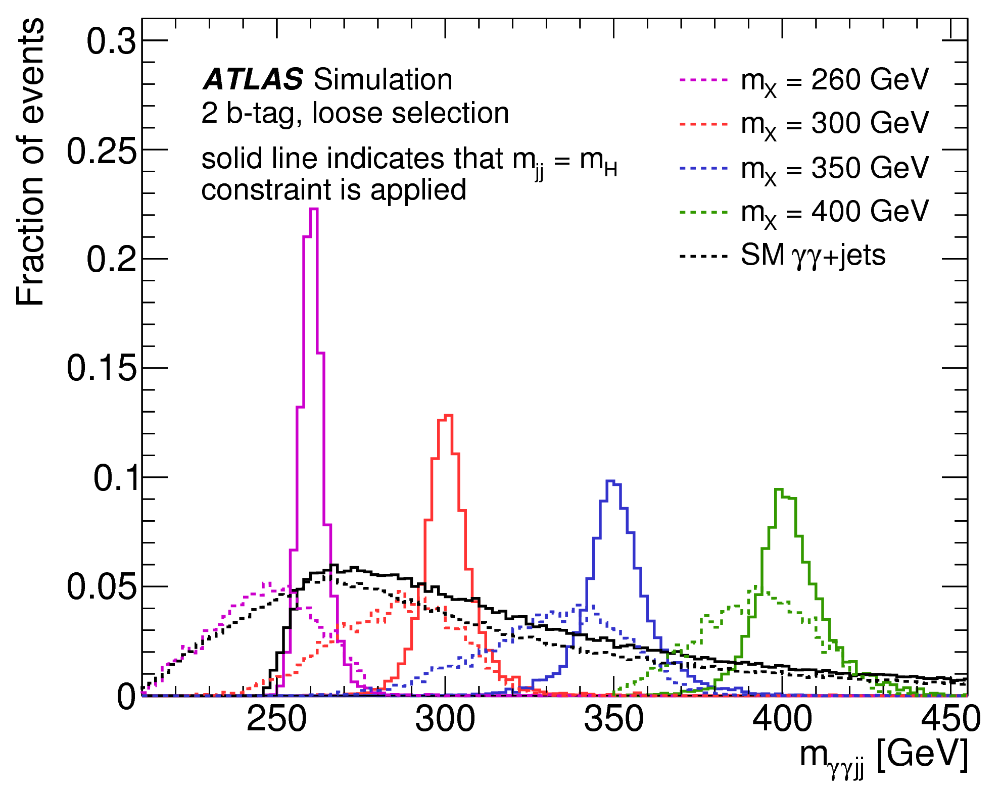 Fraction of events
0.3
0.25
0.2
0.15
0.1
0.05
0
ATLAS Simulation
2 b-tag, loose selection
solid line indicates that m_jj = m_H
constraint is applied
m_X = 260 GeV
m_X = 300 GeV
m_X = 350 GeV
m_X = 400 GeV
SM γγ+jets
250 300 350 400 450
m_γγjj [GeV]